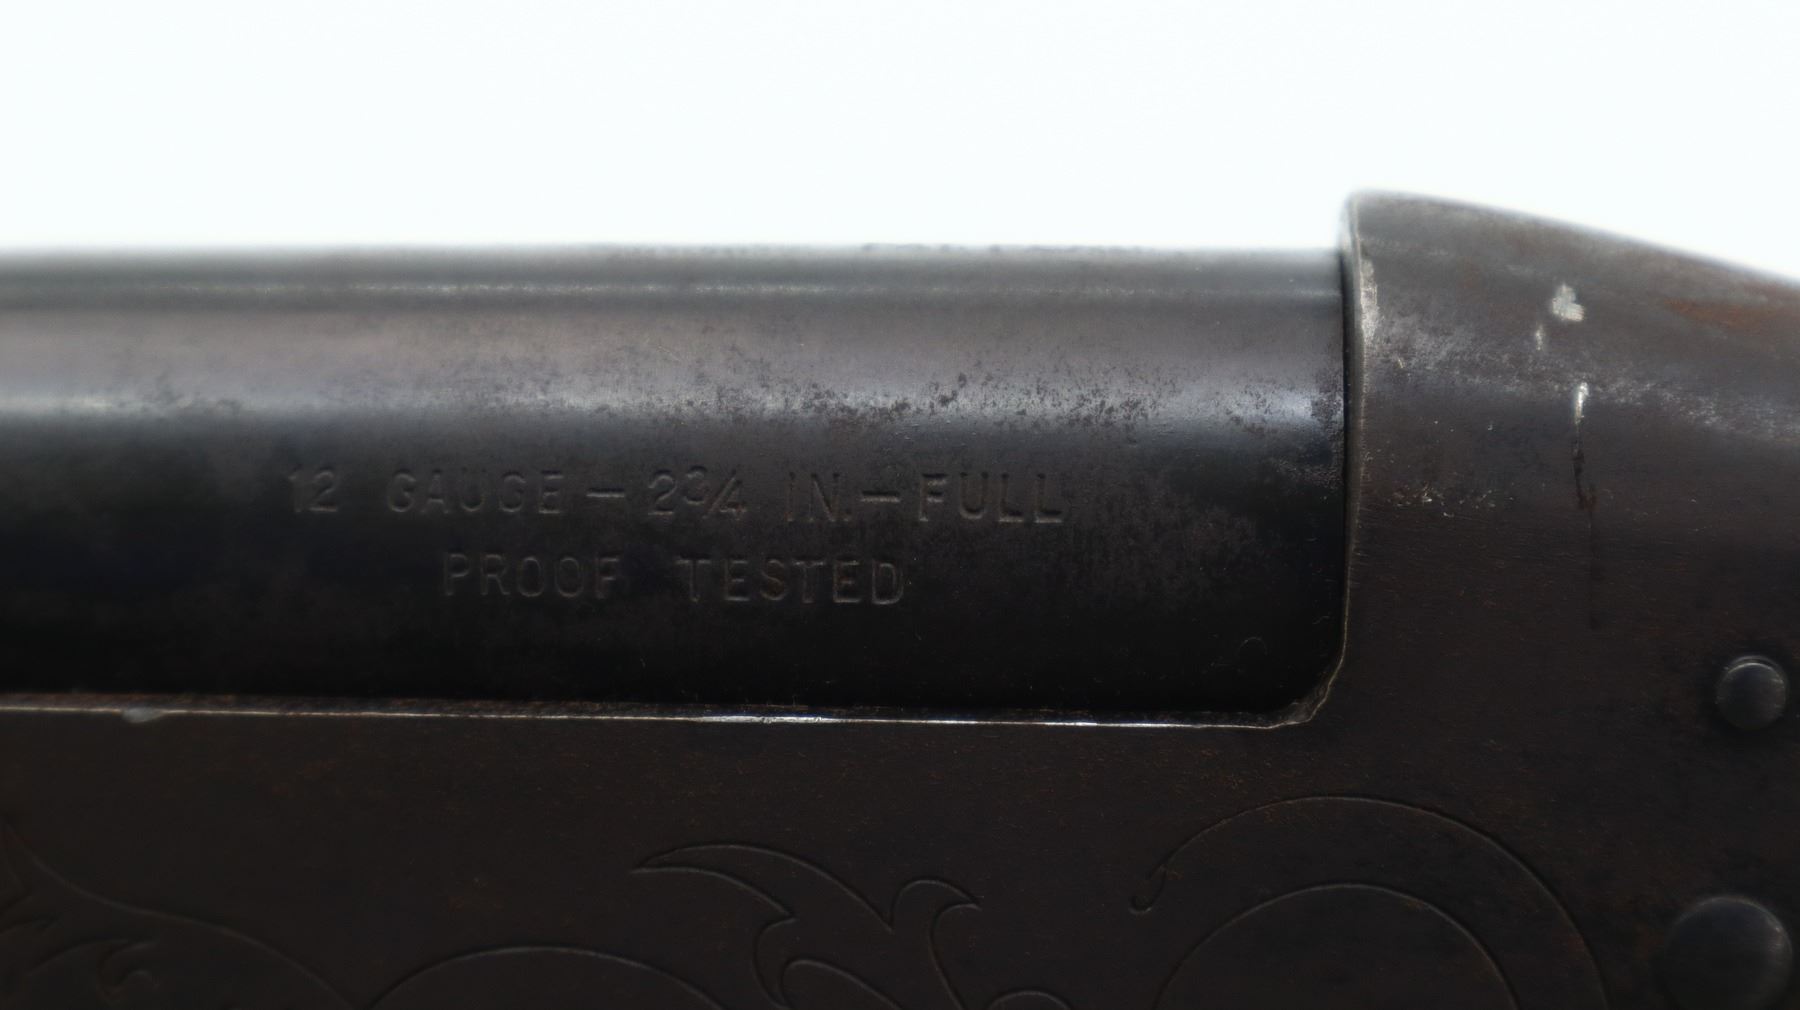 12 GAUGE – 2¾ IN. – FULL
PROOF TESTED